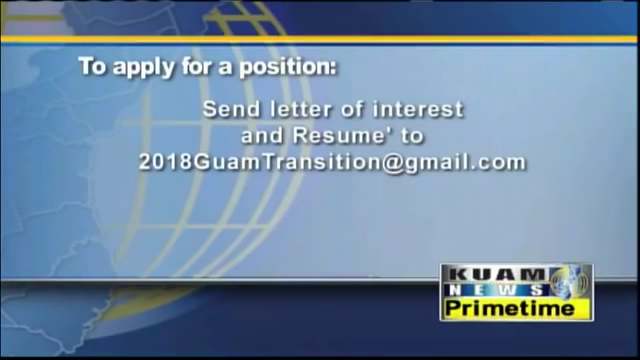 To apply for a position:
Send letter of interest
and Resume' to
2018GuamTransition@gmail.com
KUAM
NEWS
Primetime